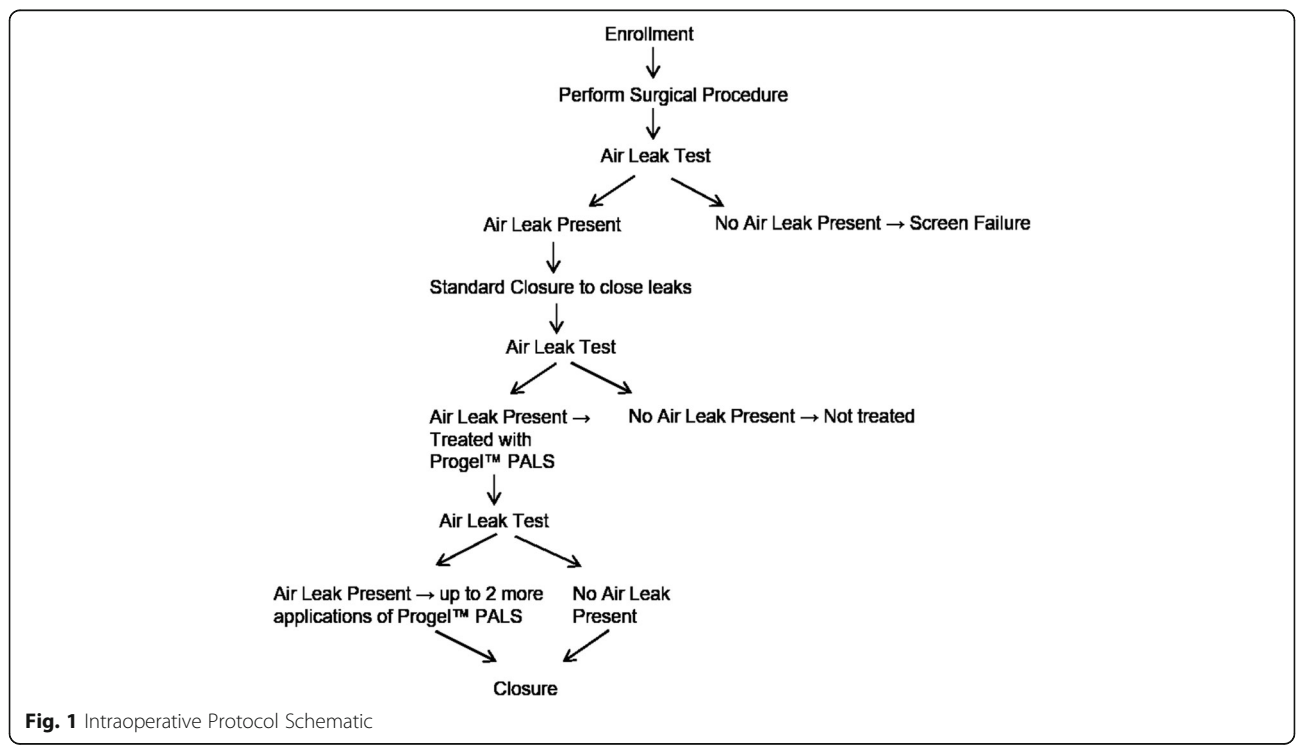 Enrollment
Perform Surgical Procedure
Air Leak Test
Air Leak Present
No Air Leak Present → Screen Failure
Standard Closure to close leaks
Air Leak Test
Air Leak Present →
Treated with
Progel™ PALS
No Air Leak Present → Not treated
Air Leak Test
Air Leak Present → up to 2 more
applications of Progel™ PALS
No Air Leak
Present
Closure
Fig. 1 Intraoperative Protocol Schematic